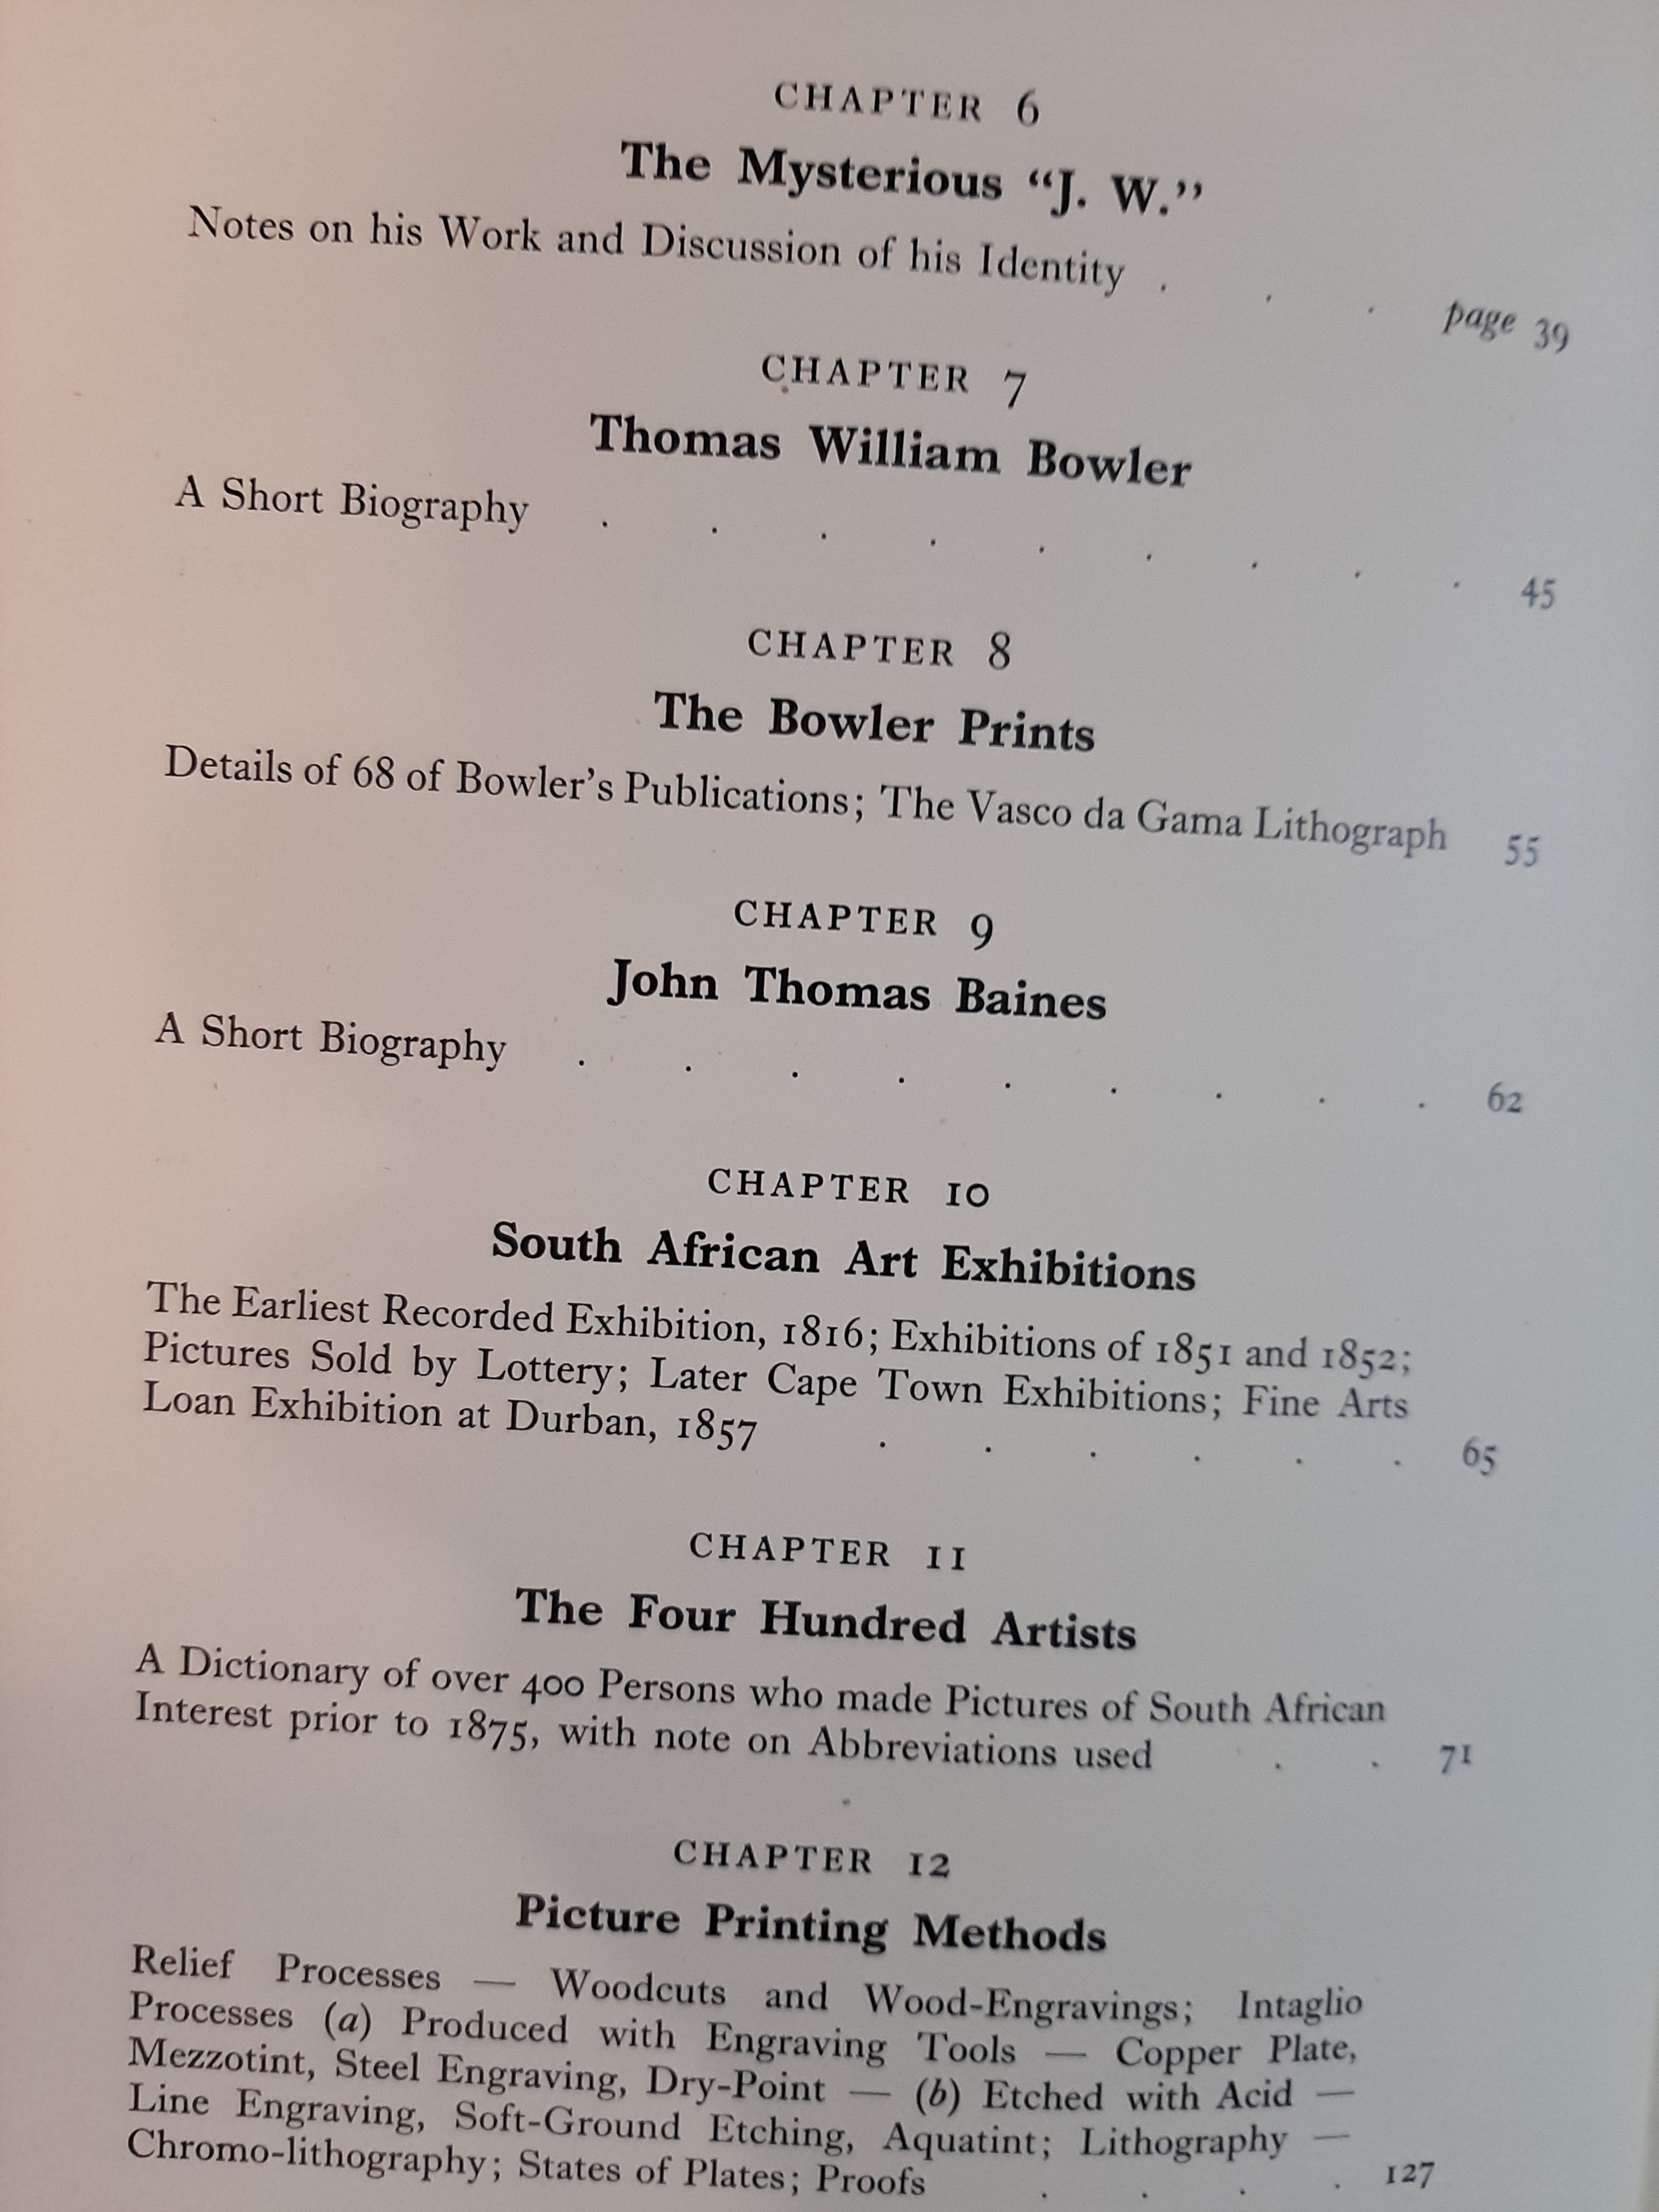 CHAPTER 6
The Mysterious “J. W.”
Notes on his Work and Discussion of his Identity . . . page 39
CHAPTER 7
Thomas William Bowler
A Short Biography . . . . . . . . . 45
CHAPTER 8
The Bowler Prints
Details of 68 of Bowler’s Publications; The Vasco da Gama Lithograph 55
CHAPTER 9
John Thomas Baines
A Short Biography . . . . . . . . . 62
CHAPTER 10
South African Art Exhibitions
The Earliest Recorded Exhibition, 1816; Exhibitions of 1851 and 1852;
Pictures Sold by Lottery; Later Cape Town Exhibitions; Fine Arts
Loan Exhibition at Durban, 1857 . . . . . . 65
CHAPTER 11
The Four Hundred Artists
A Dictionary of over 400 Persons who made Pictures of South African
Interest prior to 1875, with note on Abbreviations used . . 71
CHAPTER 12
Picture Printing Methods
Relief Processes — Woodcuts and Wood-Engravings; Intaglio
Processes (a) Produced with Engraving Tools — Copper Plate,
Mezzotint, Steel Engraving, Dry-Point — (b) Etched with Acid —
Line Engraving, Soft-Ground Etching, Aquatint; Lithography —
Chromo-lithography; States of Plates; Proofs . . . . 127